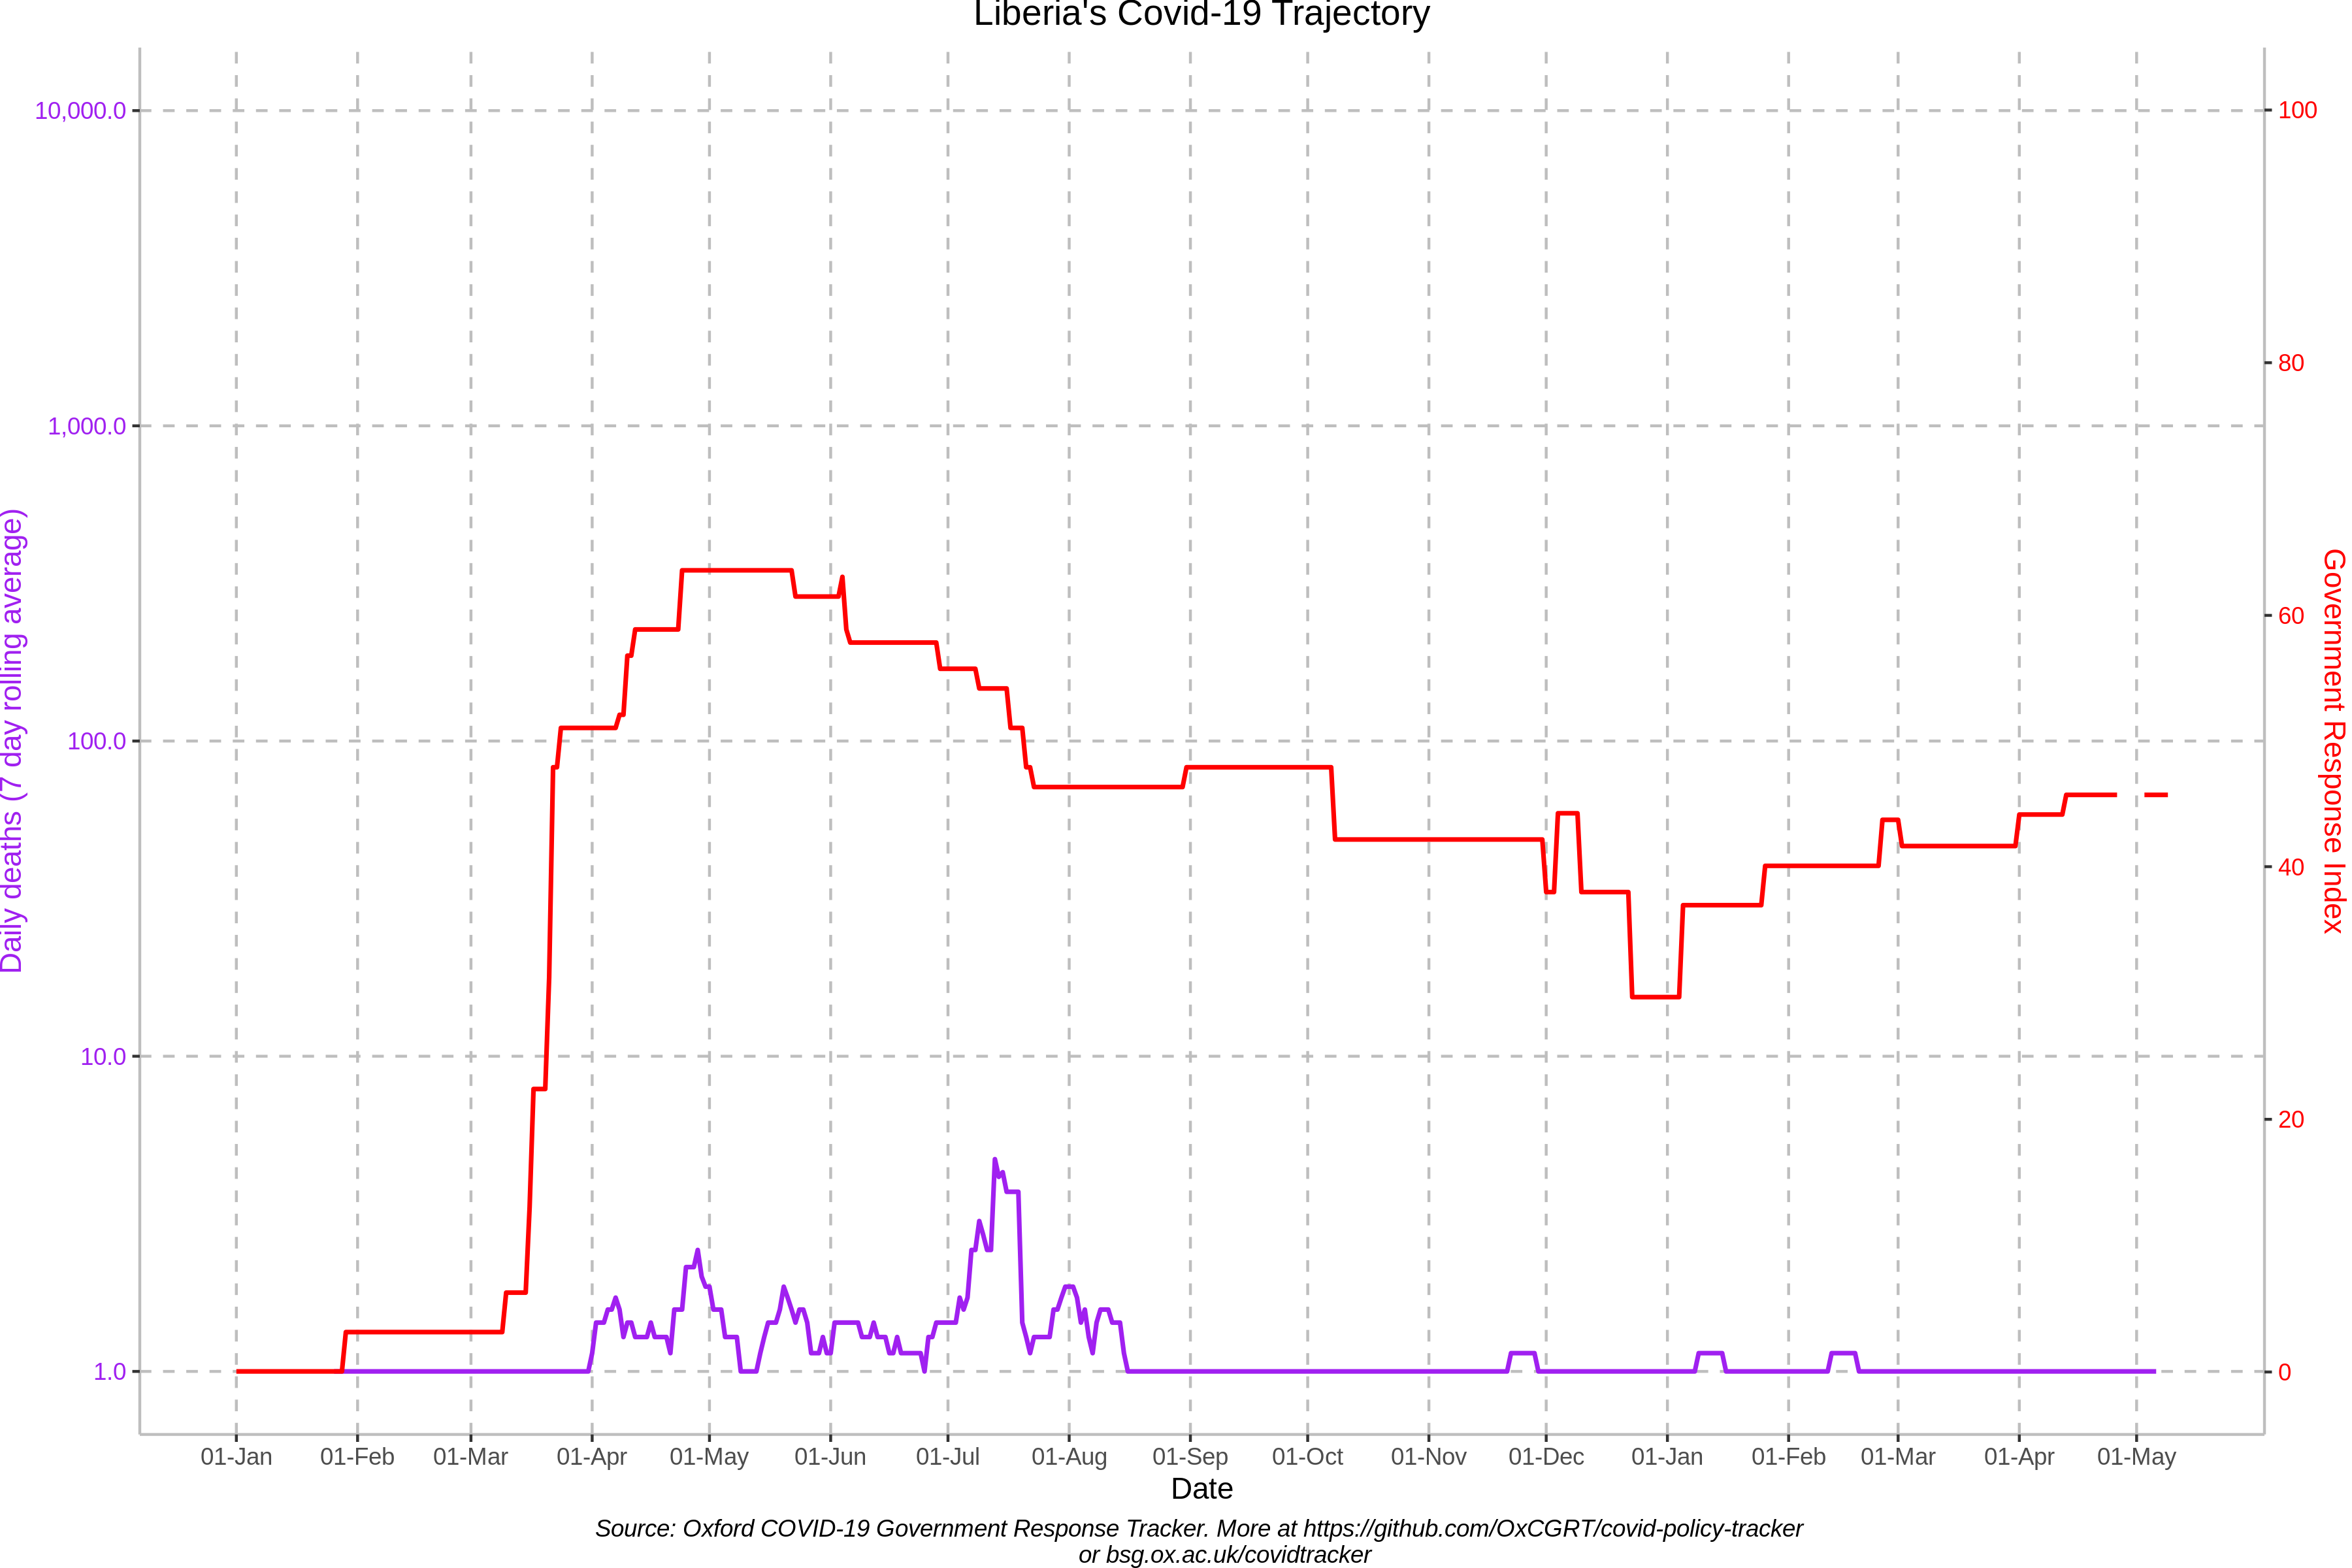 Liberia's Covid-19 Trajectory
10,000.0
1,000.0
100.0
10.0
1.0
Daily deaths (7 day rolling average)
100
80
60
40
20
0
Government Response Index
01-Jan 01-Feb 01-Mar 01-Apr 01-May 01-Jun 01-Jul 01-Aug 01-Sep 01-Oct 01-Nov 01-Dec 01-Jan 01-Feb 01-Mar 01-Apr 01-May
Date
Source: Oxford COVID-19 Government Response Tracker. More at https://github.com/OxCGRT/covid-policy-tracker
or bsg.ox.ac.uk/covidtracker